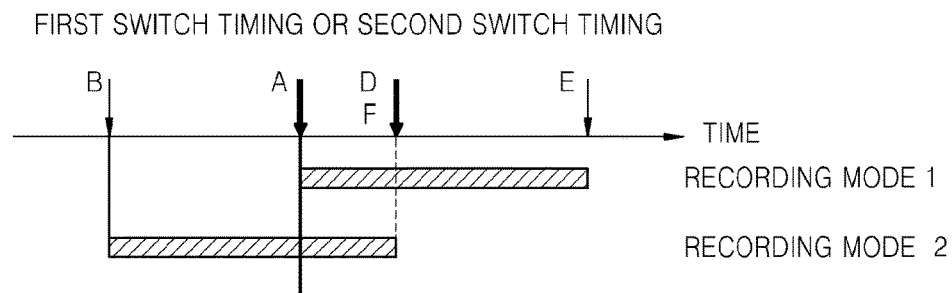 FIRST SWITCH TIMING OR SECOND SWITCH TIMING
B A D E
F
TIME
RECORDING MODE 1
RECORDING MODE 2